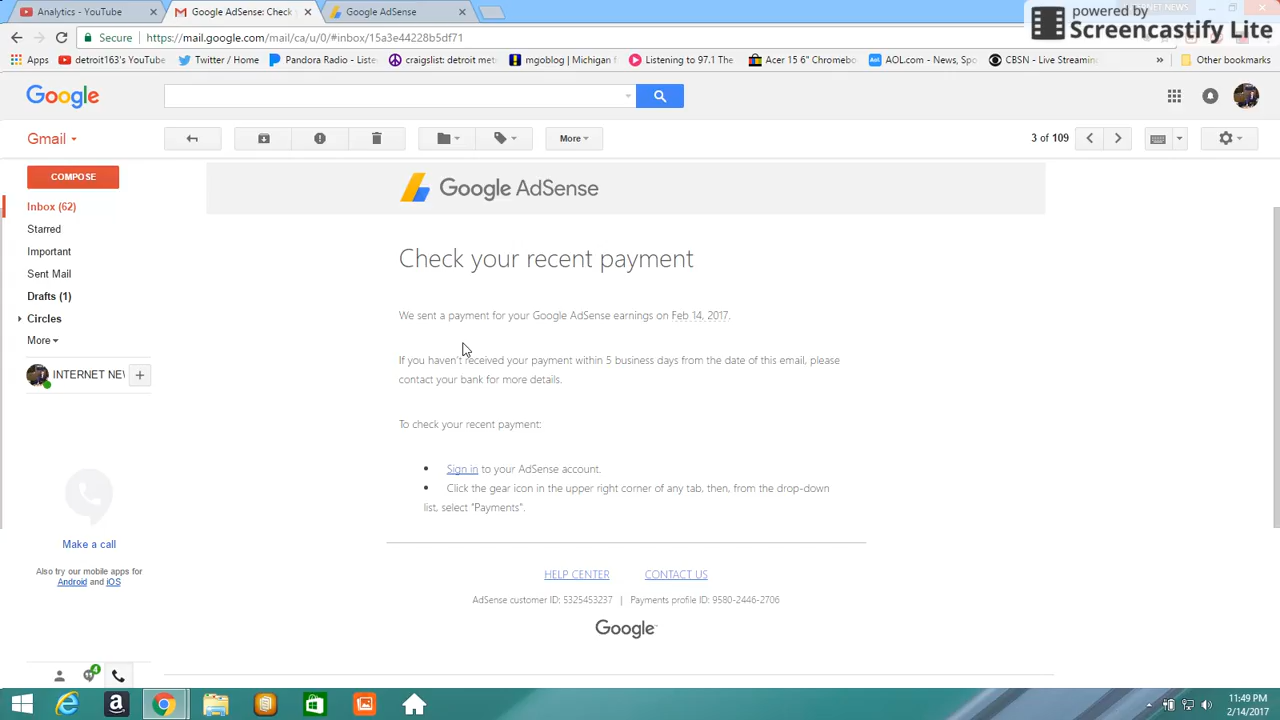 Analytics - YouTube
Google AdSense: Check
Google AdSense
powered by
Screencastify Lite
Secure
https://mail.google.com/mail/ca/u/0/#inbox/15a3e44228b5df71
Apps
detroit163's - YouTube
Twitter / Home
Pandora Radio - Listen
craigslist: detroit met
mgoblog | Michigan f
Listening to 97.1 The
Acer 15 6" Chromebo
AOL.com - News, Spo
CBSN - Live Streaming
»
Other bookmarks
Google
Gmail
More
3 of 109
COMPOSE
Inbox (62)
Starred
Important
Sent Mail
Drafts (1)
Circles
More
INTERNET NEW
+
Make a call
Also try our mobile apps for
Android and iOS
4
Google AdSense
Check your recent payment
We sent a payment for your Google AdSense earnings on Feb 14, 2017.
If you haven't received your payment within 5 business days from the date of this email, please
contact your bank for more details.
To check your recent payment:
• Sign in to your AdSense account.
• Click the gear icon in the upper right corner of any tab, then, from the drop-down
list, select "Payments".
HELP CENTER CONTACT US
AdSense customer ID: 5325453237 | Payments profile ID: 9580-2446-2706
Google
11:49 PM
2/14/2017